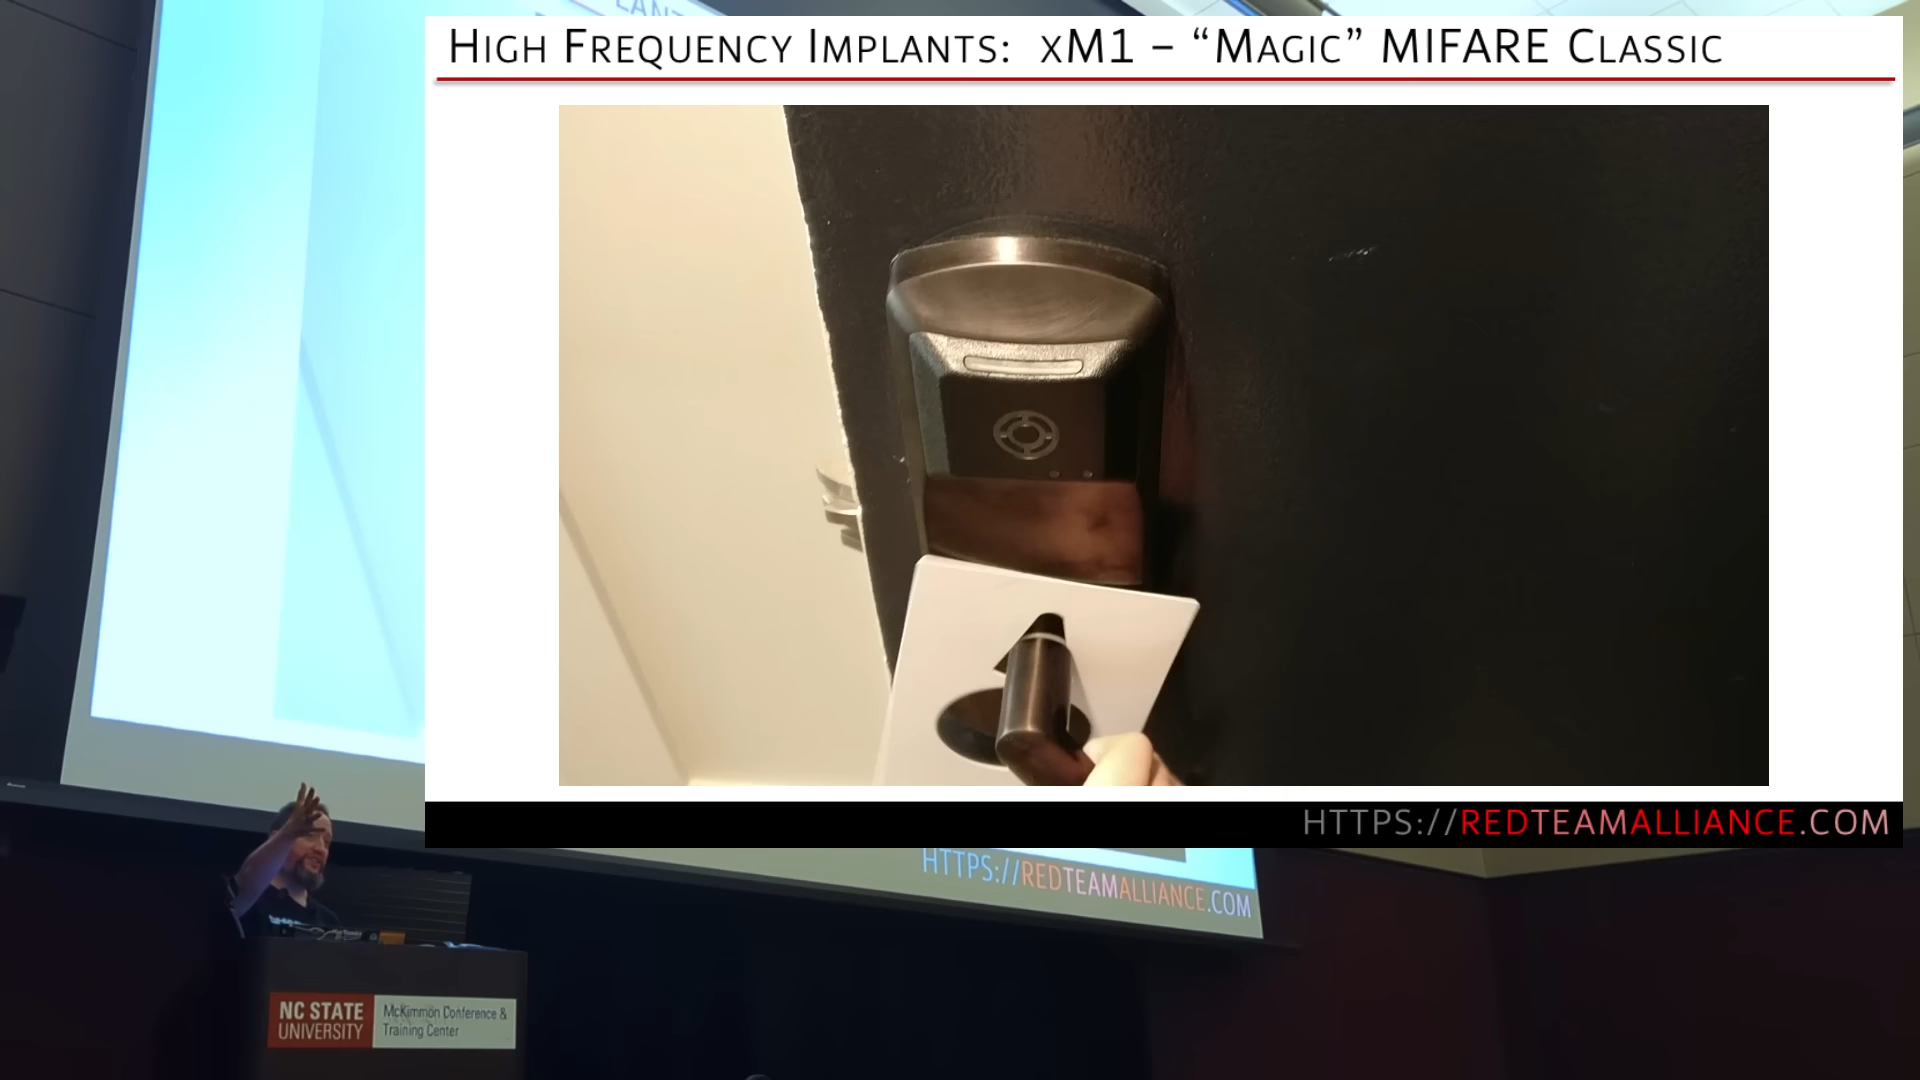 HIGH FREQUENCY IMPLANTS: XM1 – “MAGIC” MIFARE CLASSIC
HTTPS://REDTEAMALLIANCE.COM
HTTPS://REDTEAMALLIANCE.COM
NC STATE
UNIVERSITY
McKimmon Conference &
Training Center